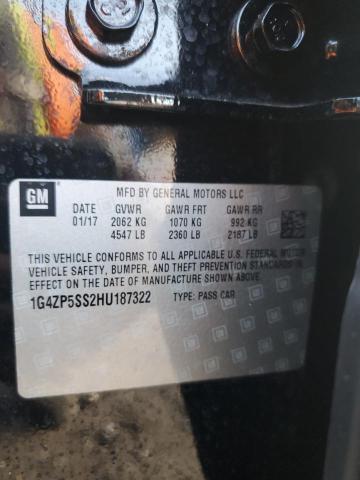 GM
MFD BY GENERAL MOTORS LLC
DATE GVWR GAWR FRT GAWR RR
01/17 2062 KG 1070 KG 992 KG
4547 LB 2360 LB 2187 LB
THIS VEHICLE CONFORMS TO ALL APPLICABLE U.S. FEDERAL MOTOR
VEHICLE SAFETY, BUMPER, AND THEFT PREVENTION STANDARDS
IN EFFECT ON THE DATE OF MANUFACTURE SHOWN ABOVE.
1G4ZP5SS2HU187322 TYPE: PASS CAR